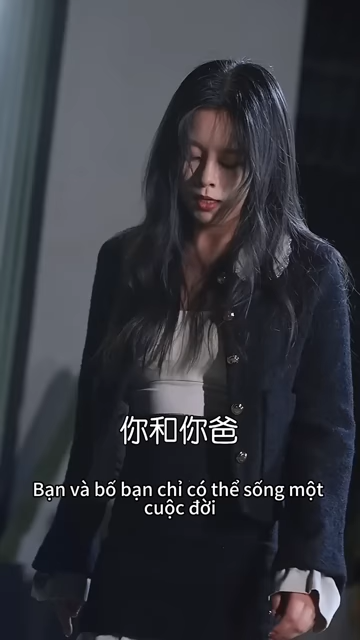 你和你爸
Bạn và bố bạn chỉ có thể sống một
cuộc đời